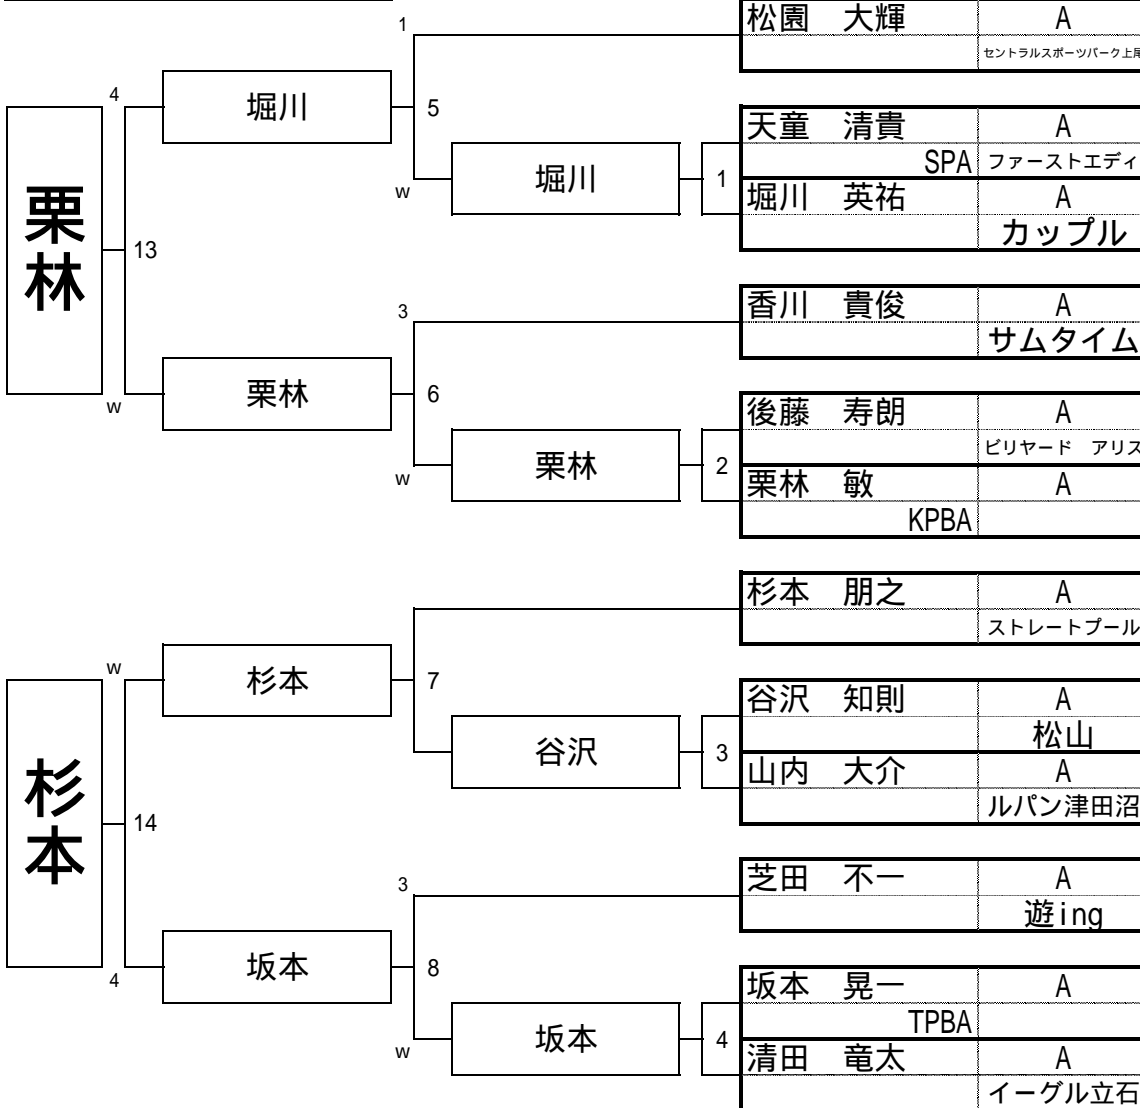 松園 大輝 A
1
セントラルスポーツパーク上尾
4
堀川
5
天童 清貴 A
SPA ファーストエディ
堀川
1
w
堀川 英祐 A
カップル
栗林
13
3
香川 貴俊 A
サムタイム
栗林
6
w
後藤 寿朗 A
ビリヤード アリス
栗林
2
w
栗林 敏 A
KPBA
杉本 朋之 A
ストレートプール
w
杉本
7
谷沢 知則 A
松山
谷沢
3
山内 大介 A
ルパン津田沼
杉本
14
3
芝田 不一 A
遊ing
坂本
8
4
坂本 晃一 A
TPBA
坂本
4
w
清田 竜太 A
イーグル立石